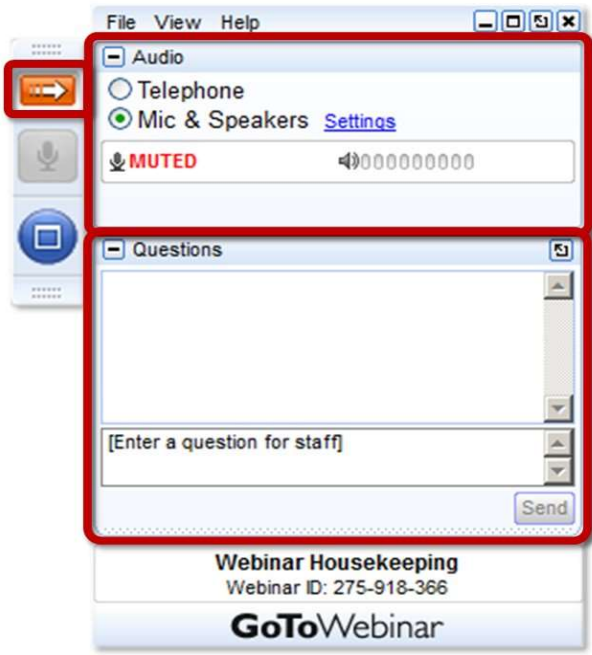 File View Help
Audio
Telephone
Mic & Speakers Settings
MUTED 000000000
Questions
[Enter a question for staff]
Send
Webinar Housekeeping
Webinar ID: 275-918-366
GoToWebinar